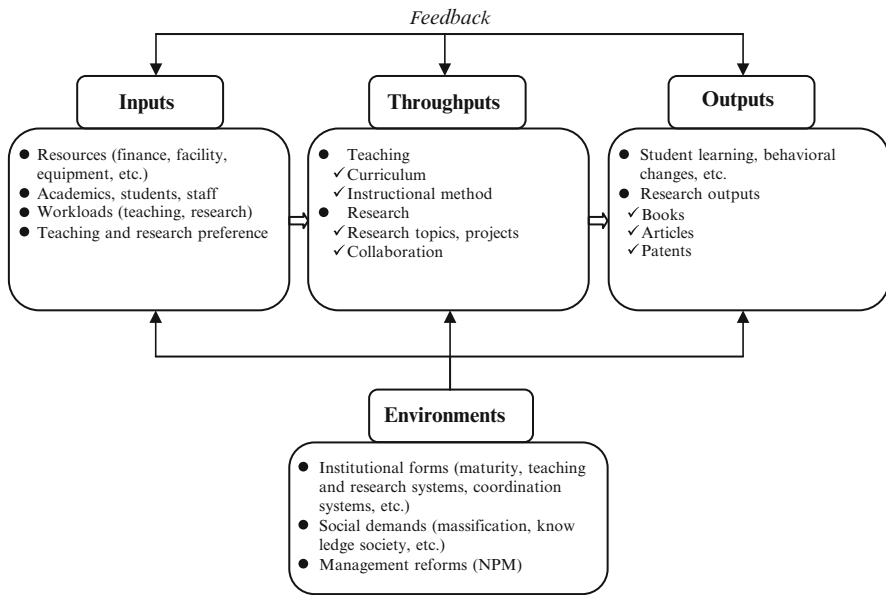 Feedback
Inputs
Resources (finance, facility,
equipment, etc.)
Academics, students, staff
Workloads (teaching, research)
Teaching and research preference
Throughputs
Teaching
Curriculum
Instructional method
Research
Research topics, projects
Collaboration
Outputs
Student learning, behavioral
changes, etc.
Research outputs
Books
Articles
Patents
Environments
Institutional forms (maturity, teaching
and research systems, coordination
systems, etc.)
Social demands (massification, know
ledge society, etc.)
Management reforms (NPM)